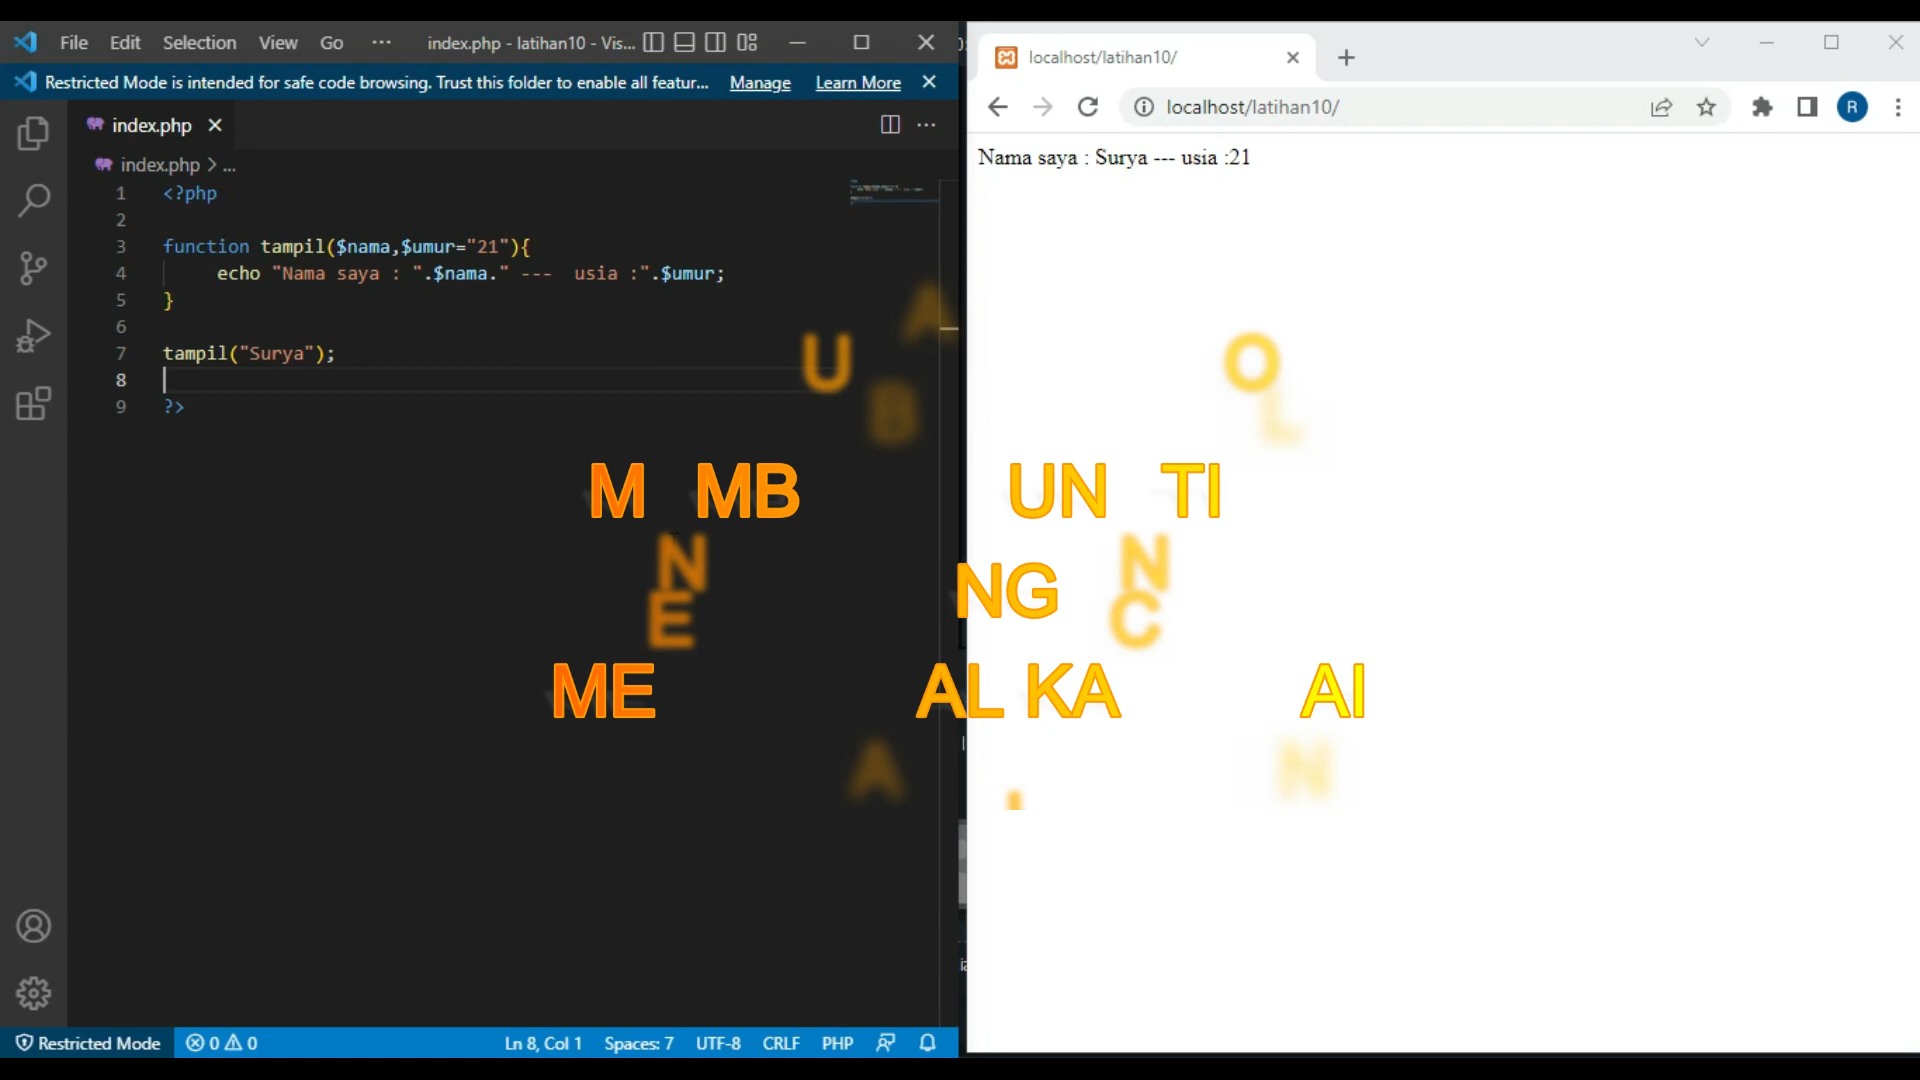 File Edit Selection View Go ··· index.php - latihan10 - Vis...
Restricted Mode is intended for safe code browsing. Trust this folder to enable all featur... Manage Learn More
index.php
index.php > ...
1 <?php
2
3 function tampil($nama,$umur="21"){
4 echo "Nama saya : ".$nama." --- usia :".$umur;
5 }
6
7 tampil("Surya");
8
9 ?>
Restricted Mode 0 0 Ln 8, Col 1 Spaces: 7 UTF-8 CRLF PHP
localhost/latihan10/
localhost/latihan10/ R
Nama saya : Surya --- usia :21
A
U O
B L
M MB UN TI
N N
NG
E C
ME AL KA AI
A N